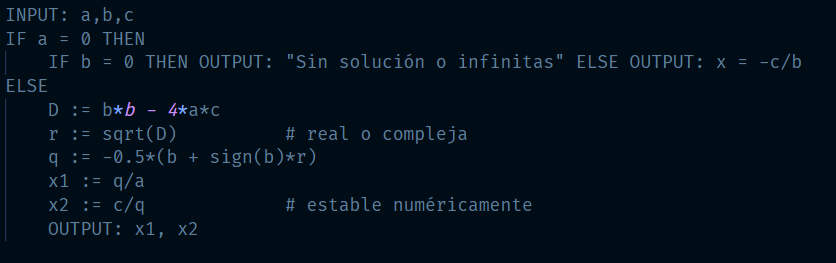 INPUT: a,b,c
IF a = 0 THEN
    IF b = 0 THEN OUTPUT: "Sin solución o infinitas" ELSE OUTPUT: x = -c/b
ELSE
    D := b*b - 4*a*c
    r := sqrt(D)          # real o compleja
    q := -0.5*(b + sign(b)*r)
    x1 := q/a
    x2 := c/q             # estable numéricamente
    OUTPUT: x1, x2